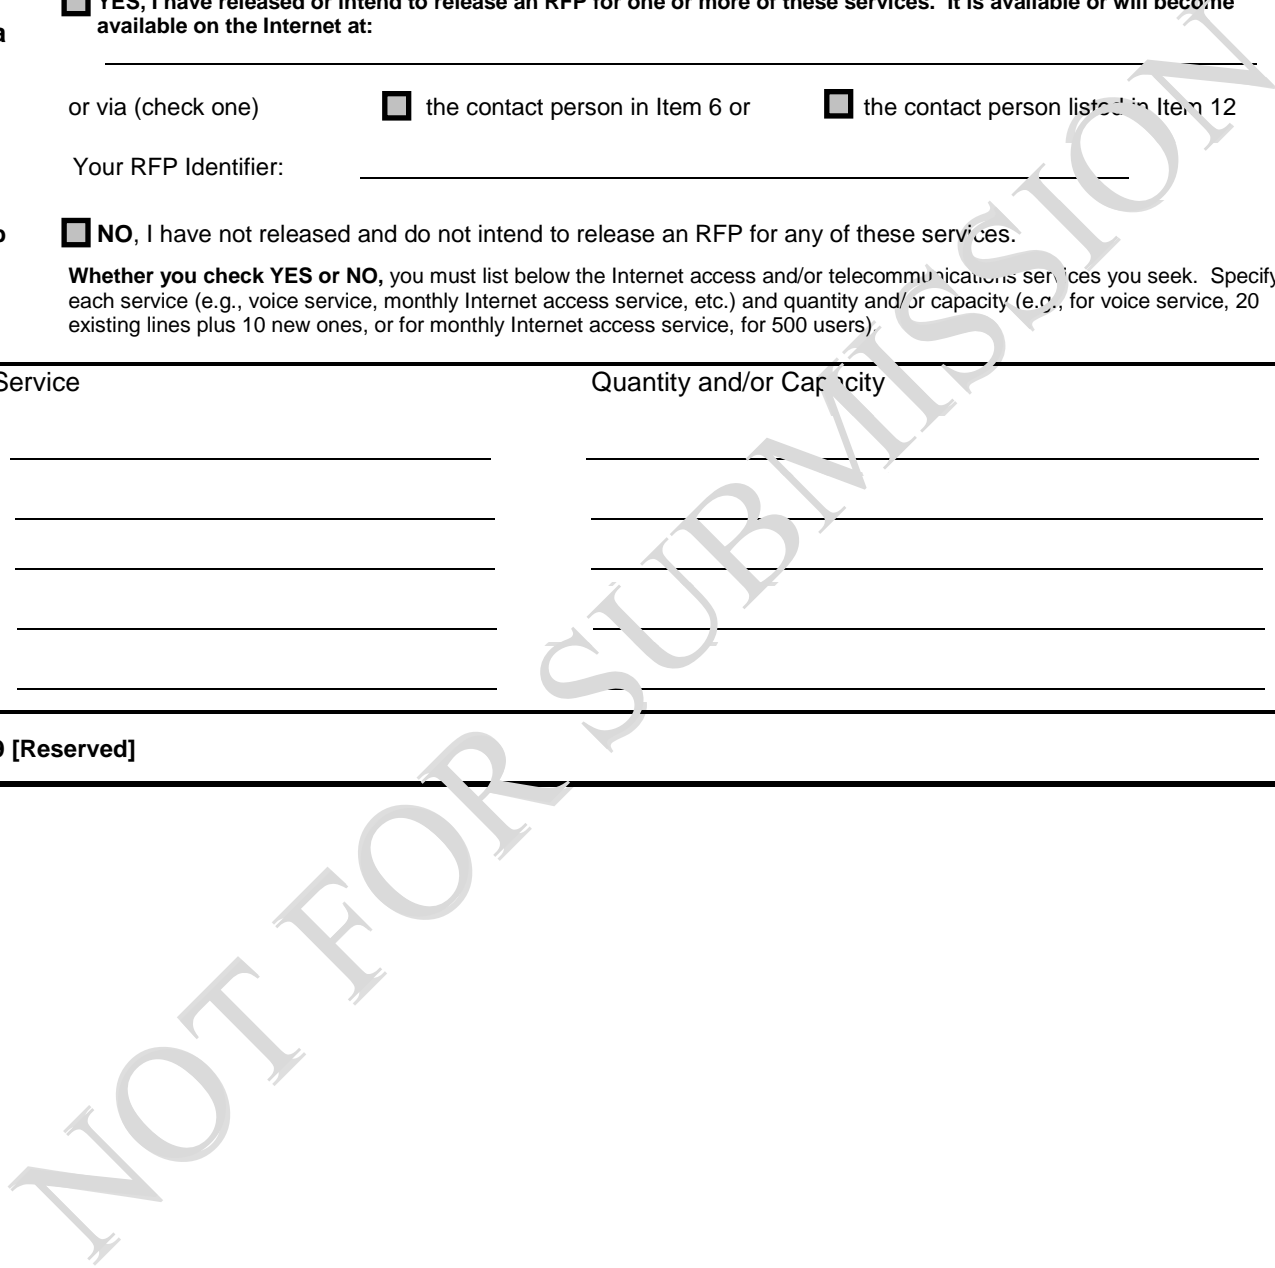 YES, I have released or intend to release an RFP for one or more of these services. It is available or will become
a available on the Internet at:
or via (check one) the contact person in Item 6 or the contact person listed in Item 12
Your RFP Identifier:
NO, I have not released and do not intend to release an RFP for any of these services.
Whether you check YES or NO, you must list below the Internet access and/or telecommunications services you seek. Specify
each service (e.g., voice service, monthly Internet access service, etc.) and quantity and/or capacity (e.g., for voice service, 20
existing lines plus 10 new ones, or for monthly Internet access service, for 500 users).
Service Quantity and/or Capacity
9 [Reserved]
NOT FOR SUBMISSION